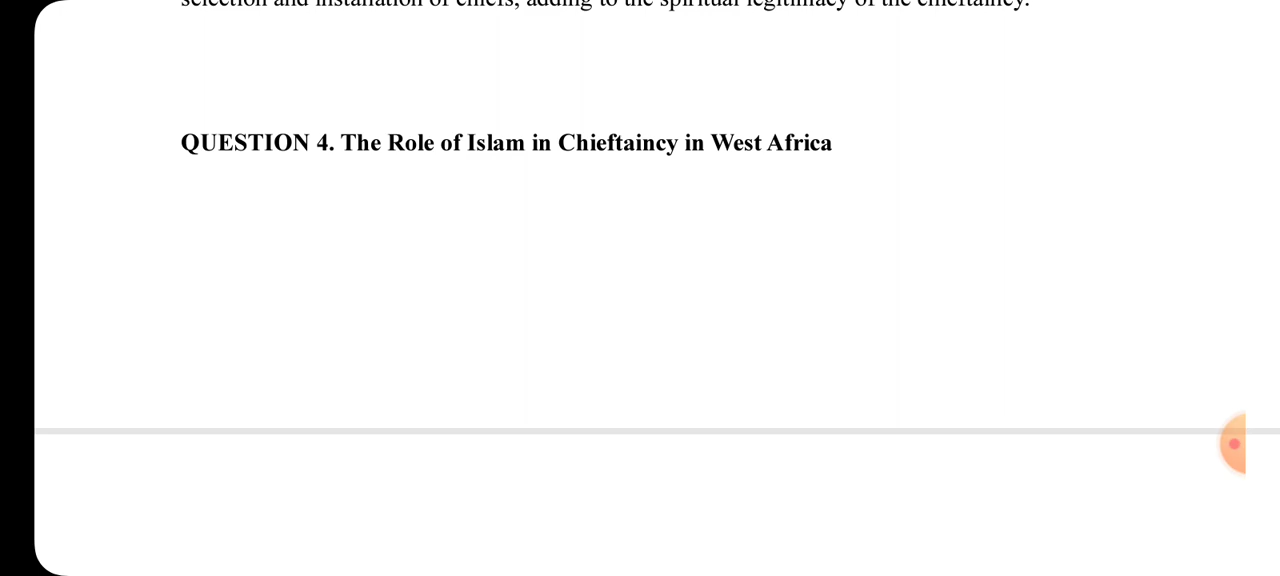 selection and installation of chiefs, adding to the spiritual legitimacy of the chieftaincy.
QUESTION 4. The Role of Islam in Chieftaincy in West Africa